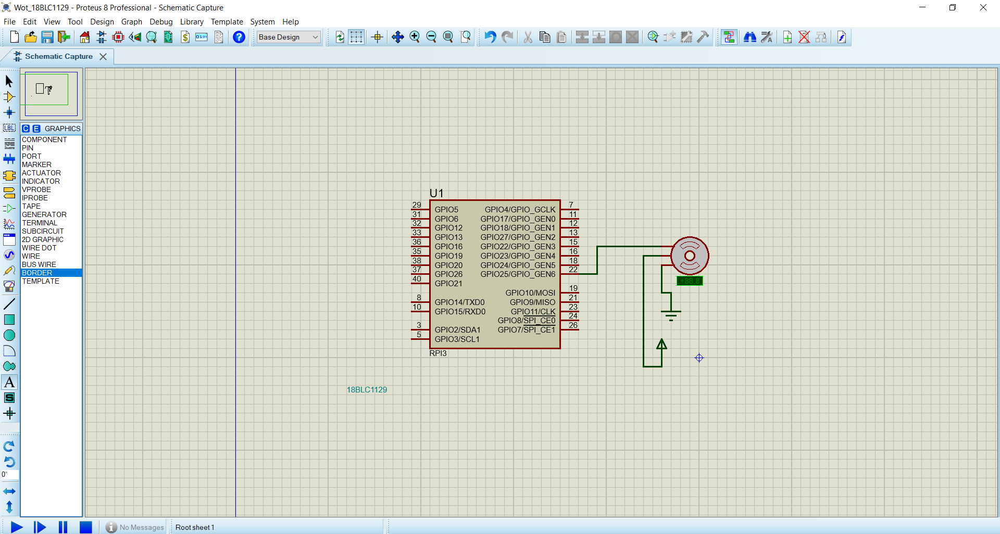 Wot_18BLC1129 - Proteus 8 Professional - Schematic Capture
File Edit View Tool Design Graph Debug Library Template System Help
$ 0101 ? Base Design
Schematic Capture
LBL
C E GRAPHICS
COMPONENT
PIN
PORT
MARKER
ACTUATOR
INDICATOR
VPROBE
IPROBE
TAPE
GENERATOR
TERMINAL
SUBCIRCUIT
2D GRAPHIC
WIRE DOT
WIRE
BUS WIRE
BORDER
TEMPLATE
A
S
0°
U1
29 GPIO5 GPIO4/GPIO_GCLK 7
31 GPIO6 GPIO17/GPIO_GEN0 11
32 GPIO12 GPIO18/GPIO_GEN1 12
33 GPIO13 GPIO27/GPIO_GEN2 13
36 GPIO16 GPIO22/GPIO_GEN3 15
35 GPIO19 GPIO23/GPIO_GEN4 16
38 GPIO20 GPIO24/GPIO_GEN5 18
37 GPIO26 GPIO25/GPIO_GEN6 22
40 GPIO21
GPIO10/MOSI 19
8 GPIO14/TXD0 GPIO9/MISO 21
10 GPIO15/RXD0 GPIO11/CLK 23
GPIO8/SPI_CE0 24
3 GPIO2/SDA1 GPIO7/SPI_CE1 26
5 GPIO3/SCL1
RPI3
+88.8
18BLC1129
No Messages Root sheet 1